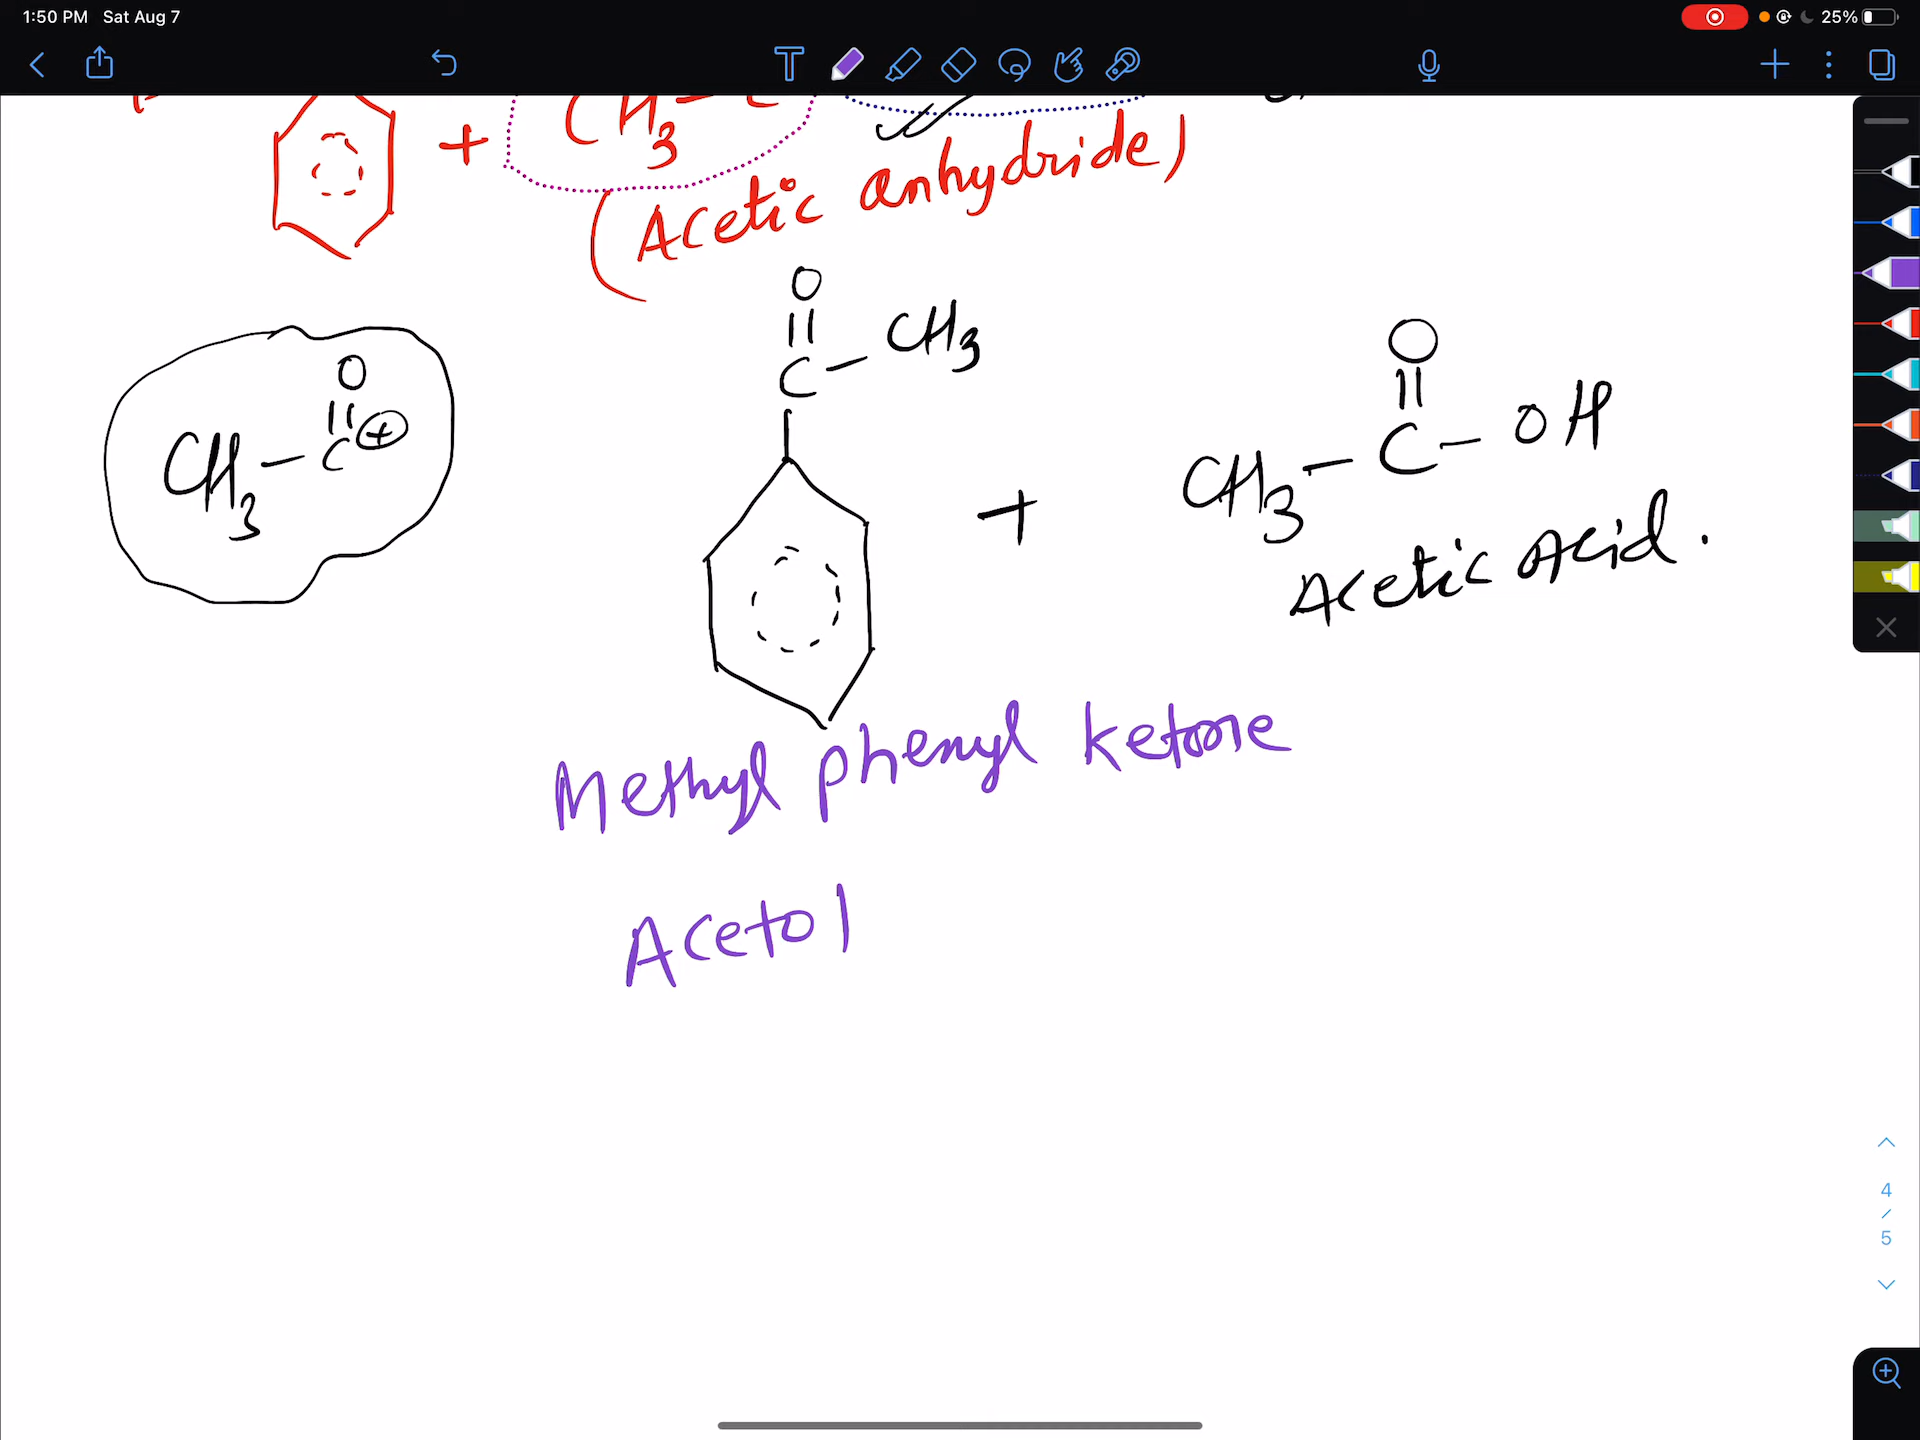 1:50 PM Sat Aug 7
25%
+ CH3 - C
(Acetic anhydride)
O
C - CH3
O
CH3 - C +
O
CH3 - C - OH
+
Acetic Acid.
Methyl phenyl ketone
Acetol
4
/
5